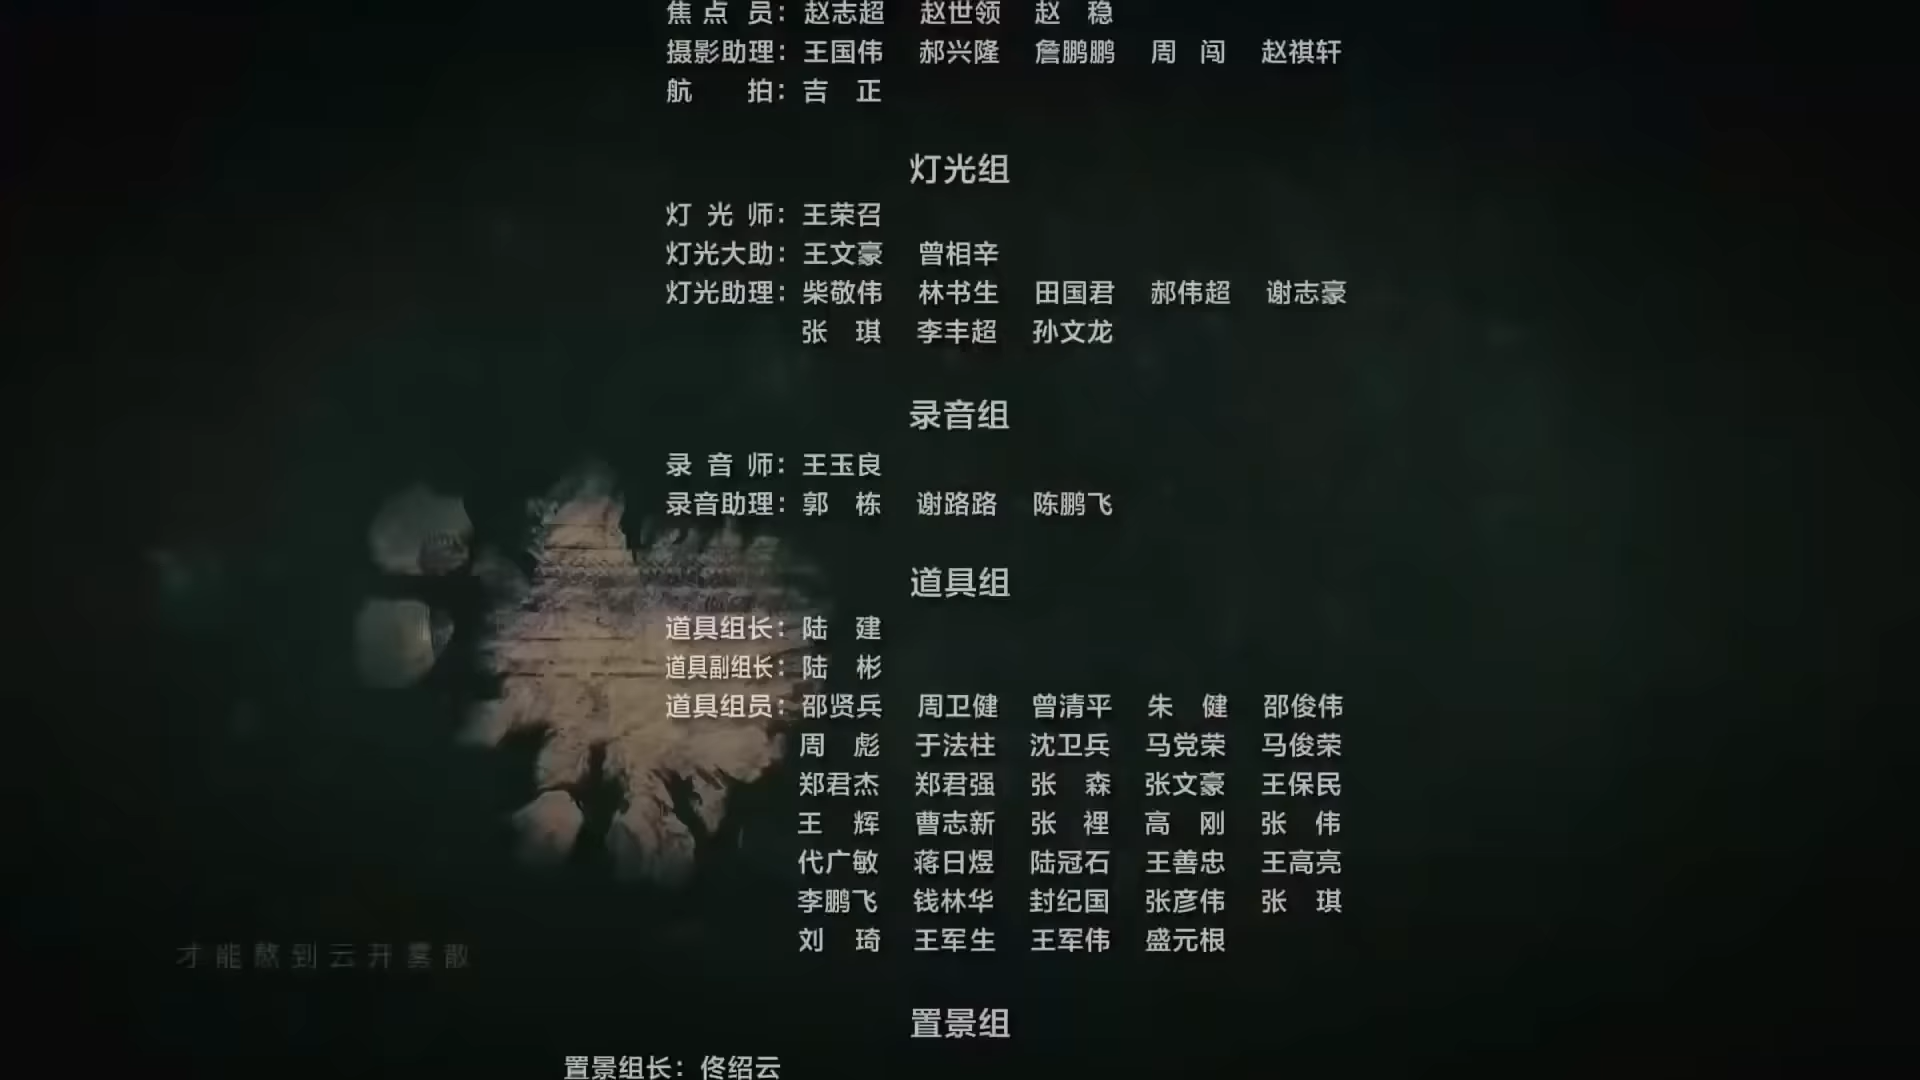 焦点员：赵志超 赵世领 赵稳
摄影助理：王国伟 郝兴隆 詹鹏鹏 周闯 赵祺轩
航拍：吉正
灯光组
灯光师：王荣召
灯光大助：王文豪 曾相辛
灯光助理：柴敬伟 林书生 田国君 郝伟超 谢志豪
张琪 李丰超 孙文龙
录音组
录音师：王玉良
录音助理：郭栋 谢路路 陈鹏飞
道具组
道具组长：陆建
道具副组长：陆彬
道具组员：邵贤兵 周卫健 曾清平 朱健 邵俊伟
周彪 于法柱 沈卫兵 马党荣 马俊荣
郑君杰 郑君强 张森 张文豪 王保民
王辉 曹志新 张裡 高刚 张伟
代广敏 蒋日煜 陆冠石 王善忠 王高亮
李鹏飞 钱林华 封纪国 张彦伟 张琪
刘琦 王军生 王军伟 盛元根
才能熬到云开雾散
置景组
置景组长：佟绍云